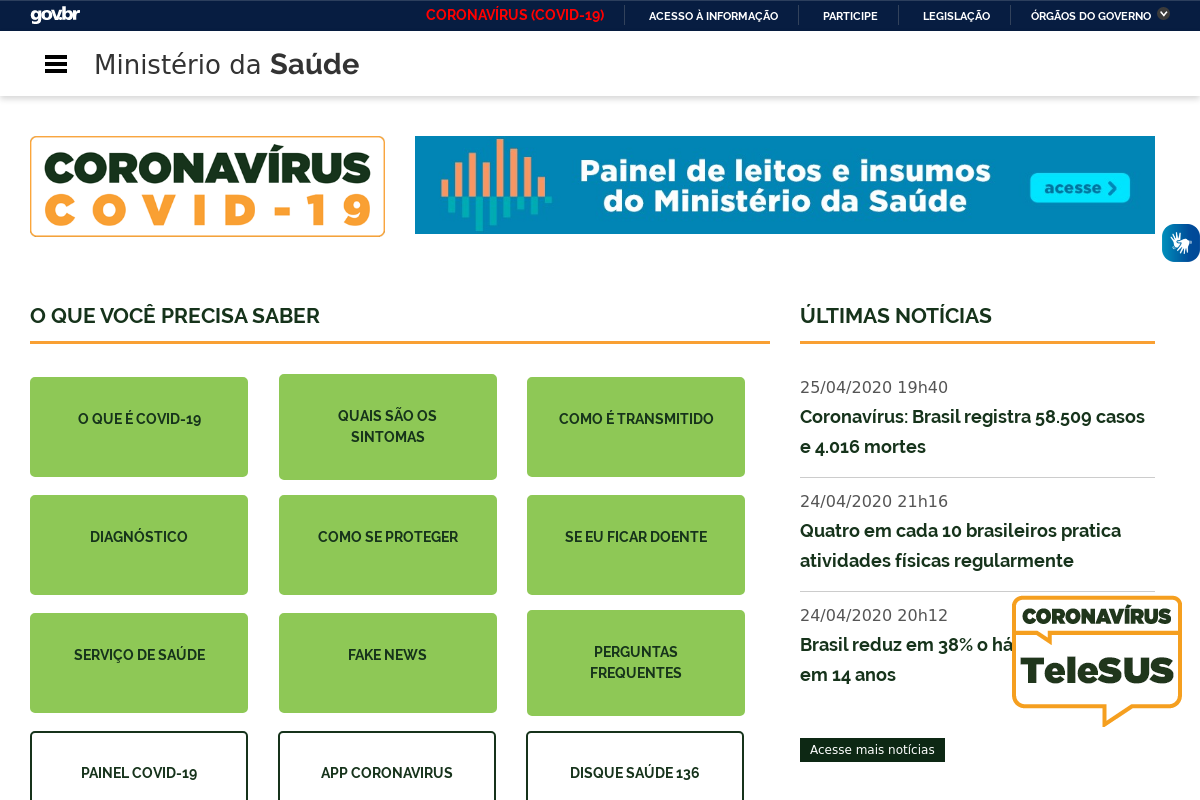 gov.br
CORONAVÍRUS (COVID-19)
ACESSO À INFORMAÇÃO
PARTICIPE
LEGISLAÇÃO
ÓRGÃOS DO GOVERNO
Ministério da Saúde
CORONAVÍRUS
COVID-19
Painel de leitos e insumos
do Ministério da Saúde
acesse
O QUE VOCÊ PRECISA SABER
O QUE É COVID-19
QUAIS SÃO OS
SINTOMAS
COMO É TRANSMITIDO
DIAGNÓSTICO
COMO SE PROTEGER
SE EU FICAR DOENTE
SERVIÇO DE SAÚDE
FAKE NEWS
PERGUNTAS
FREQUENTES
PAINEL COVID-19
APP CORONAVIRUS
DISQUE SAÚDE 136
ÚLTIMAS NOTÍCIAS
25/04/2020 19h40
Coronavírus: Brasil registra 58.509 casos
e 4.016 mortes
24/04/2020 21h16
Quatro em cada 10 brasileiros pratica
atividades físicas regularmente
24/04/2020 20h12
Brasil reduz em 38% o há
em 14 anos
Acesse mais notícias
CORONAVÍRUS
TeleSUS